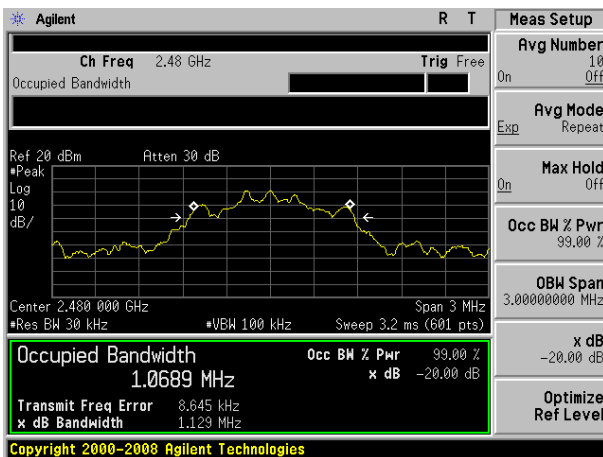 Agilent R T
Ch Freq 2.48 GHz Trig Free
Occupied Bandwidth
Ref 20 dBm Atten 30 dB
#Peak
Log
10
dB/
Center 2.480 000 GHz Span 3 MHz
#Res BW 30 kHz #VBW 100 kHz Sweep 3.2 ms (601 pts)
Occupied Bandwidth Occ BW % Pwr 99.00 %
1.0689 MHz x dB -20.00 dB
Transmit Freq Error 8.645 kHz
x dB Bandwidth 1.129 MHz
Copyright 2000-2008 Agilent Technologies
Meas Setup
Avg Number
10
On Off
Avg Mode
Exp Repeat
Max Hold
On Off
Occ BW % Pwr
99.00 %
OBW Span
3.00000000 MHz
x dB
-20.00 dB
Optimize
Ref Level